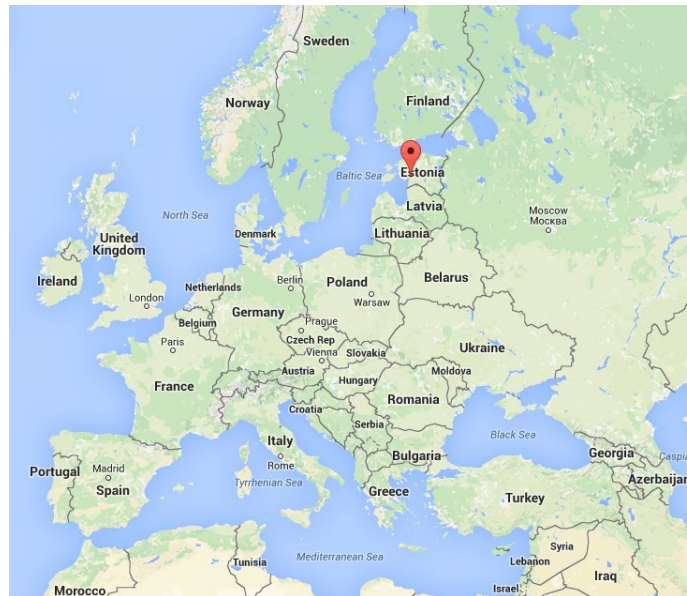 Sweden
Norway
Finland
Estonia
Baltic Sea
Latvia
North Sea
Moscow
Москва
Denmark
Lithuania
United
Kingdom
Ireland
Netherlands
Berlin
Poland
Belarus
London
Warsaw
Germany
Belgium
Prague
Paris
Czech Rep
Ukraine
Vienna
Slovakia
Austria
Moldova
France
Hungary
Romania
Croatia
Serbia
Italy
Black Sea
Bulgaria
Georgia
Caspia
Portugal
Madrid
Rome
Azerbaijan
Spain
Tyrrhenian Sea
Greece
Turkey
Syria
Mediterranean Sea
Tunisia
Lebanon
Iraq
Morocco
Israel